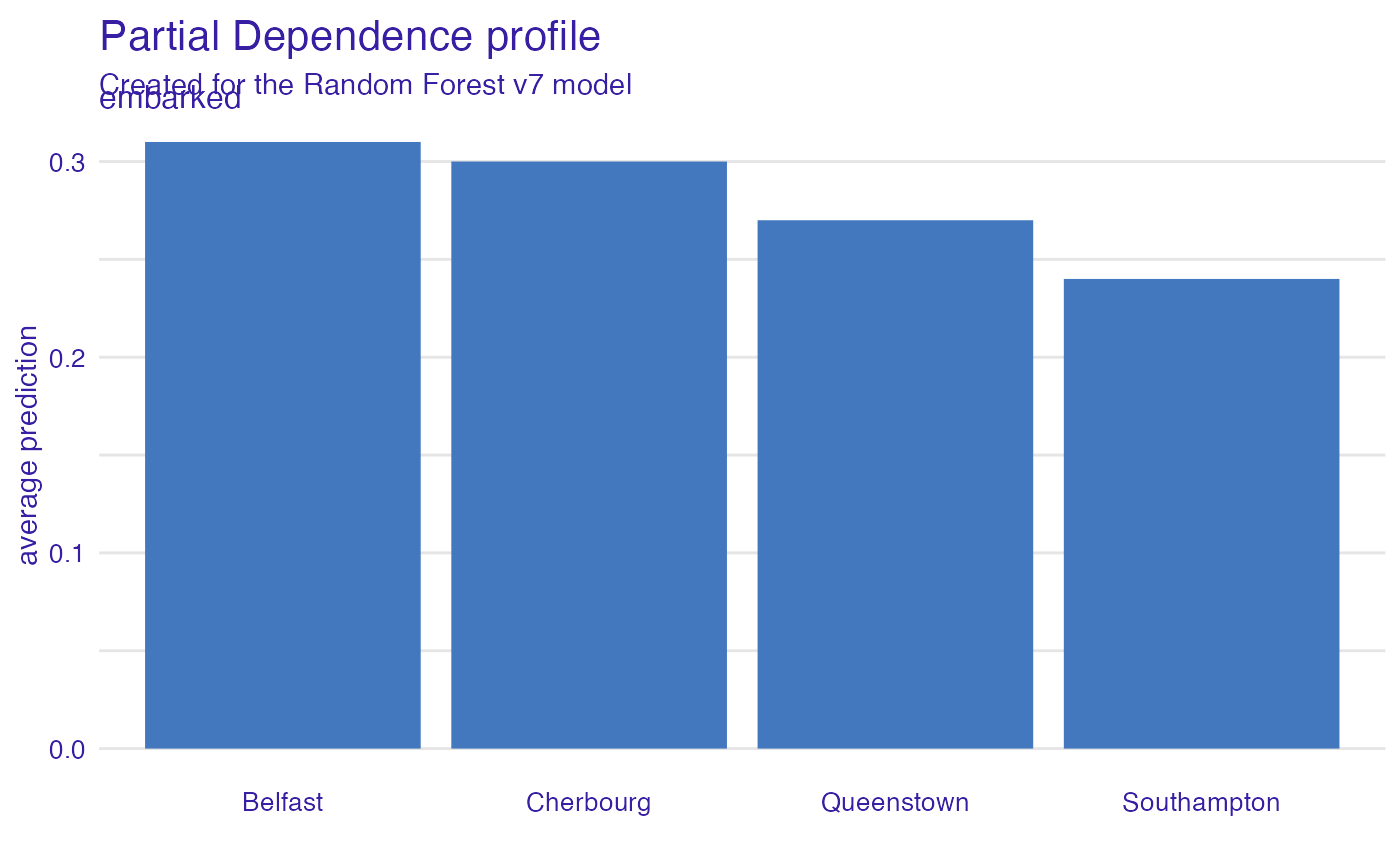 Partial Dependence profile
Created for the Random Forest v7 model
embarked
average prediction
0.3
0.2
0.1
0.0
Belfast Cherbourg Queenstown Southampton